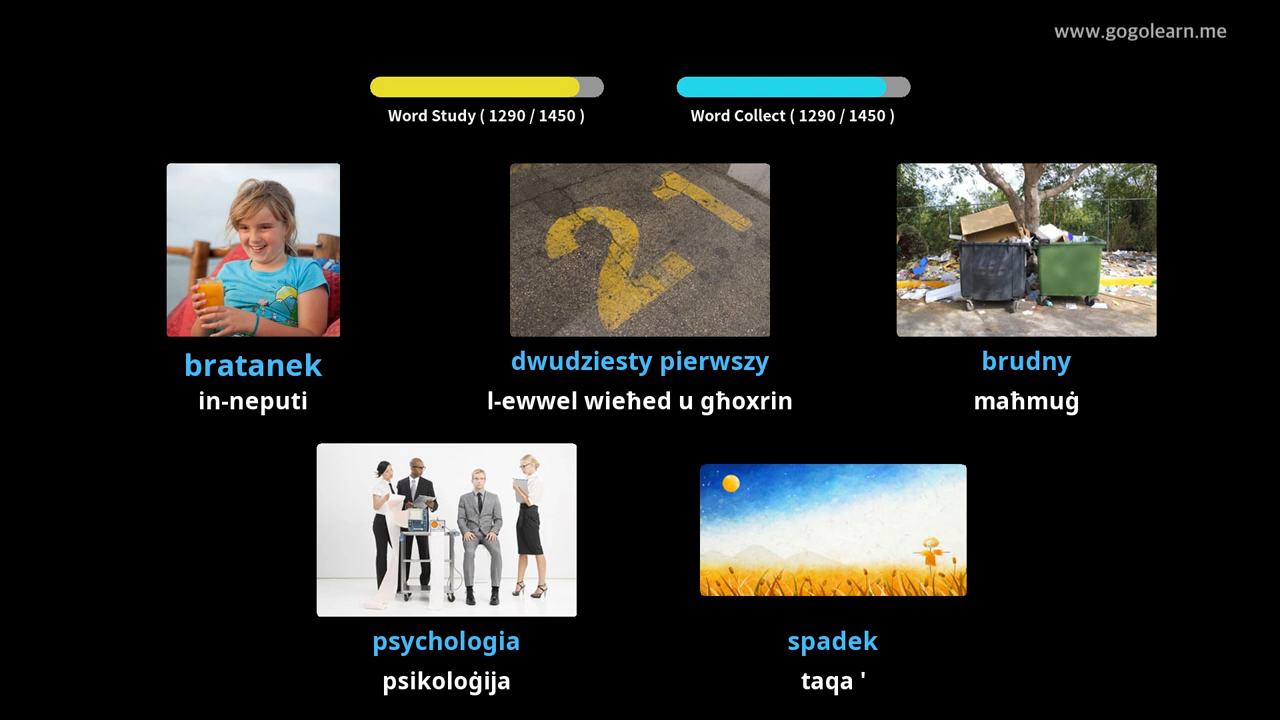 www.gogolearn.me
Word Study ( 1290 / 1450 )
Word Collect ( 1290 / 1450 )
21
bratanek
dwudziesty pierwszy
brudny
in-neputi
l-ewwel wieħed u għoxrin
maħmuġ
psychologia
spadek
psikoloġija
taqa '